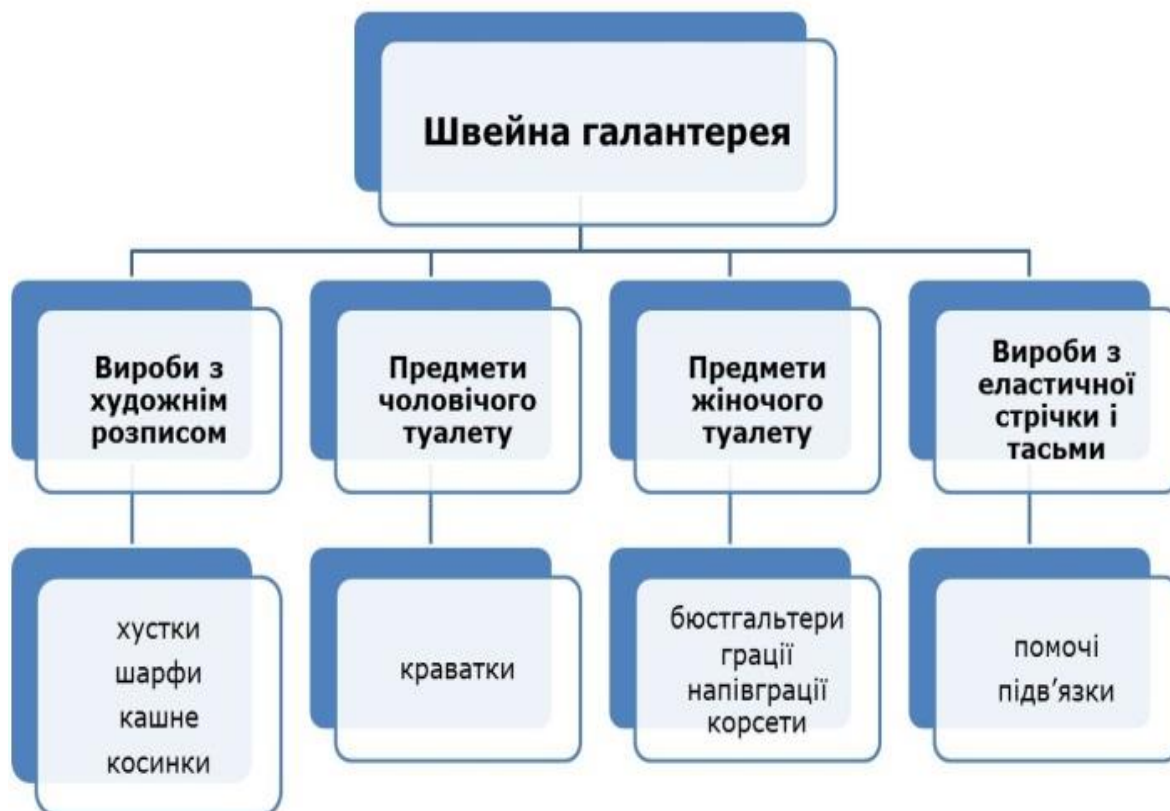 Швейна галантерея
Вироби з
художнім
розписом
Предмети
чоловічого
туалету
Предмети
жіночого
туалету
Вироби з
еластичної
стрічки і
тасьми
хустки
шарфи
кашне
косинки
краватки
бюстгальтери
грації
напівграції
корсети
помочі
підв’язки